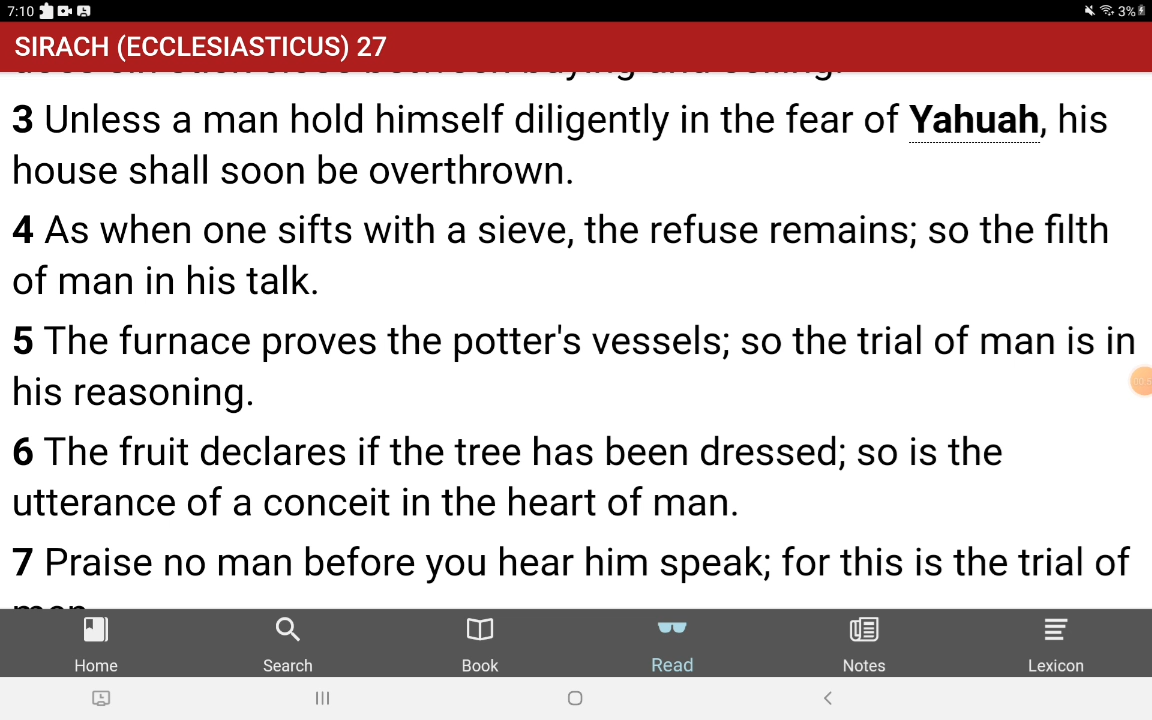 7:10 3%
SIRACH (ECCLESIASTICUS) 27
3 Unless a man hold himself diligently in the fear of Yahuah, his
house shall soon be overthrown.
4 As when one sifts with a sieve, the refuse remains; so the filth
of man in his talk.
5 The furnace proves the potter's vessels; so the trial of man is in
his reasoning.
6 The fruit declares if the tree has been dressed; so is the
utterance of a conceit in the heart of man.
7 Praise no man before you hear him speak; for this is the trial of
Home Search Book Read Notes Lexicon